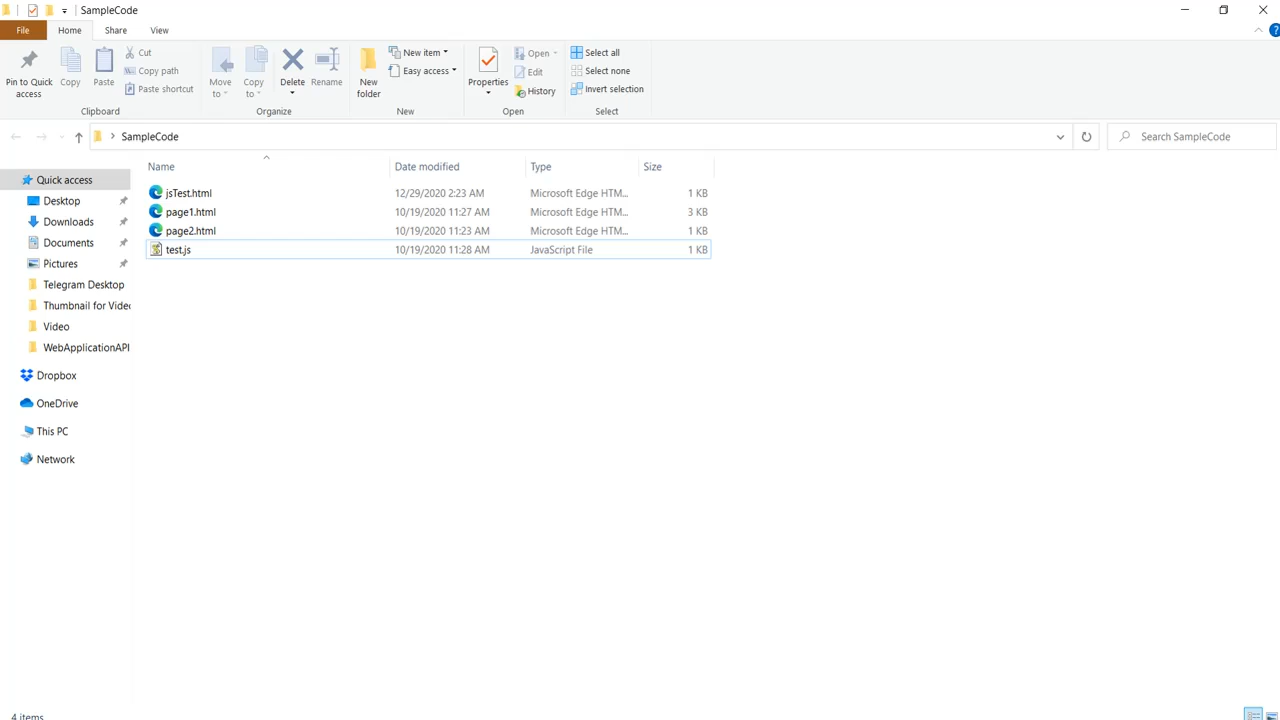 SampleCode
File Home Share View
Pin to Quick access
Copy
Paste
Cut
Copy path
Paste shortcut
Clipboard
Move to
Copy to
Delete
Rename
Organize
New folder
New item
Easy access
New
Properties
Open
Edit
History
Open
Select all
Select none
Invert selection
Select
SampleCode
Search SampleCode
Name Date modified Type Size
jsTest.html 12/29/2020 2:23 AM Microsoft Edge HTM... 1 KB
page1.html 10/19/2020 11:27 AM Microsoft Edge HTM... 3 KB
page2.html 10/19/2020 11:23 AM Microsoft Edge HTM... 1 KB
test.js 10/19/2020 11:28 AM JavaScript File 1 KB
Quick access
Desktop
Downloads
Documents
Pictures
Telegram Desktop
Thumbnail for Video
Video
WebApplicationAPI
Dropbox
OneDrive
This PC
Network
4 items